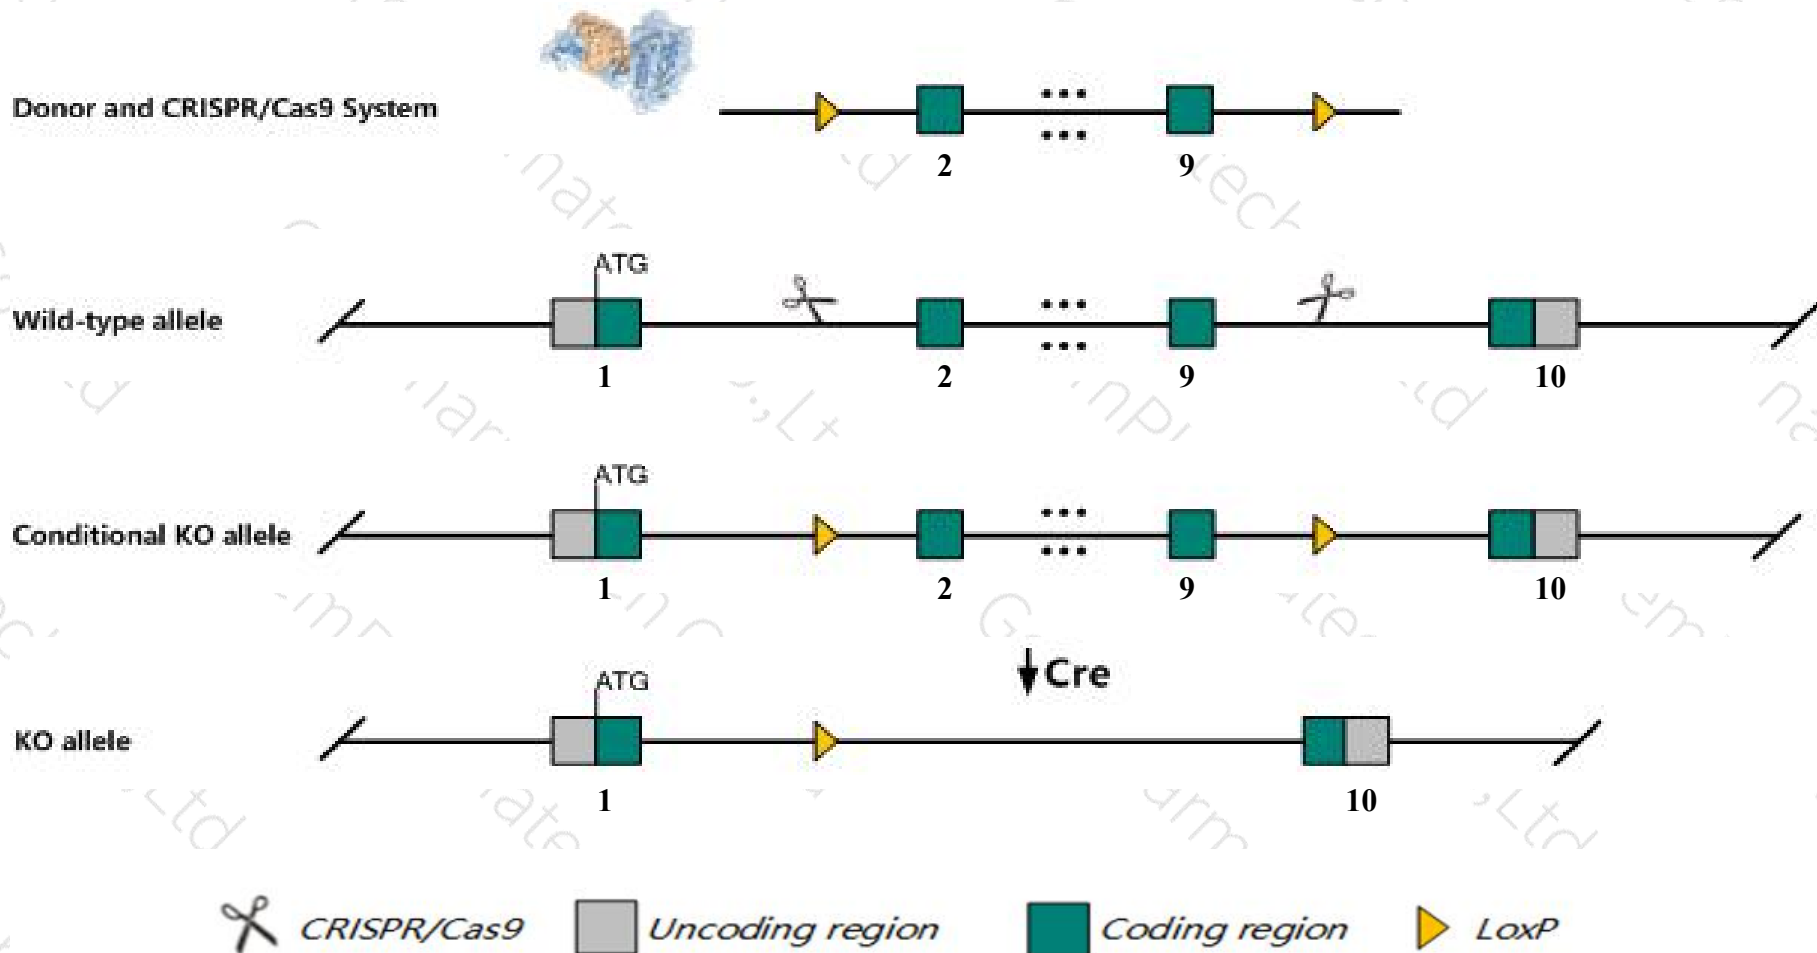 Donor and CRISPR/Cas9 System
2 9
ATG
Wild-type allele
1 2 9 10
ATG
Conditional KO allele
1 2 9 10
Cre
ATG
KO allele
1 10
CRISPR/Cas9 Uncoding region Coding region LoxP